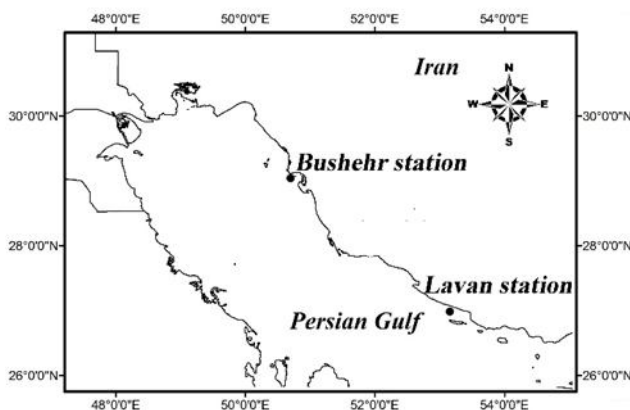 48°0'0"E 50°0'0"E 52°0'0"E 54°0'0"E
Iran
N
W E
S
30°0'0"N 30°0'0"N
Bushehr station
28°0'0"N 28°0'0"N
Lavan station
Persian Gulf
26°0'0"N 26°0'0"N
48°0'0"E 50°0'0"E 52°0'0"E 54°0'0"E